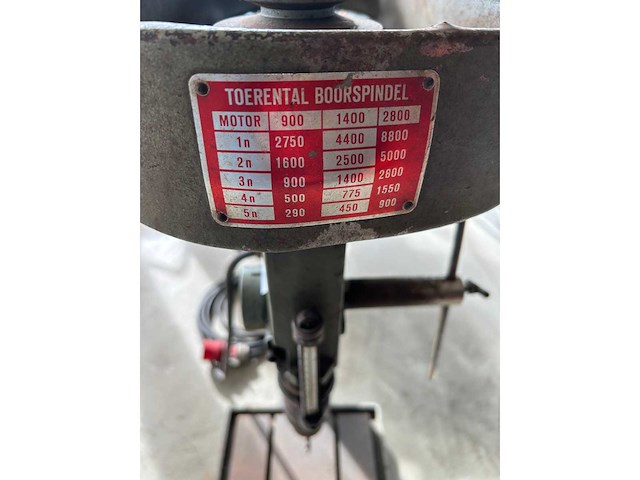 TOERENTAL BOORSPINDEL
MOTOR 900 1400 2800
1n 2750 4400 8800
2n 1600 2500 5000
3n 900 1400 2800
4n 500 775 1550
5n 290 450 900